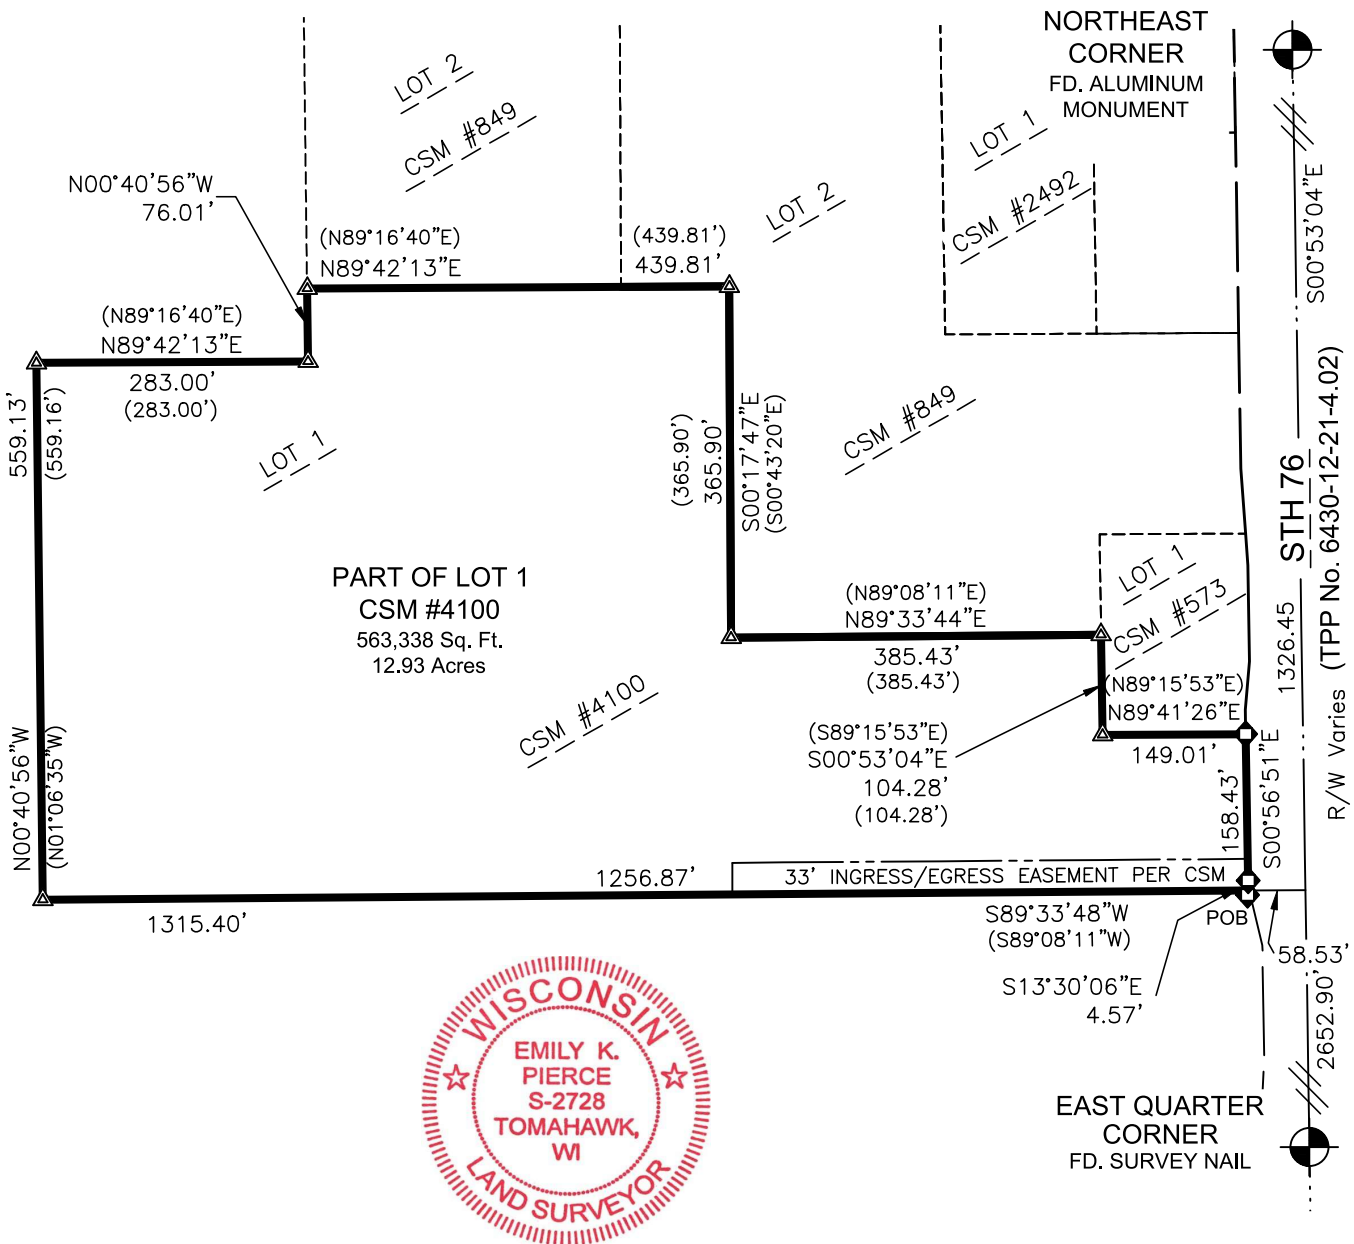 NORTHEAST
CORNER
FD. ALUMINUM
MONUMENT
LOT 2
CSM #849
LOT 1
CSM #2492
LOT 2
N00°40'56"W
76.01'
(N89°16'40"E)
N89°42'13"E
(439.81')
439.81'
S00°53'04"E
(N89°16'40"E)
N89°42'13"E
283.00'
(283.00')
559.13'
(559.16')
LOT 1
(365.90')
365.90'
S00°17'47"E
(S00°43'20"E)
CSM #849
STH 76
(TPP No. 6430-12-21-4.02)
1326.45
R/W Varies
PART OF LOT 1
CSM #4100
563,338 Sq. Ft.
12.93 Acres
LOT 1
CSM #573
(N89°08'11"E)
N89°33'44"E
385.43'
(385.43')
(N89°15'53"E)
N89°41'26"E
149.01'
CSM #4100
(S89°15'53"E)
S00°53'04"E
104.28'
(104.28')
N00°40'56"W
(N01°06'35"W)
158.43'
S00°56'51"E
1256.87'
33' INGRESS/EGRESS EASEMENT PER CSM
1315.40'
S89°33'48"W
(S89°08'11"W)
POB
58.53'
S13°30'06"E
4.57'
2652.90'
WISCONSIN
EMILY K.
PIERCE
S-2728
TOMAHAWK,
WI
LAND SURVEYOR
EAST QUARTER
CORNER
FD. SURVEY NAIL